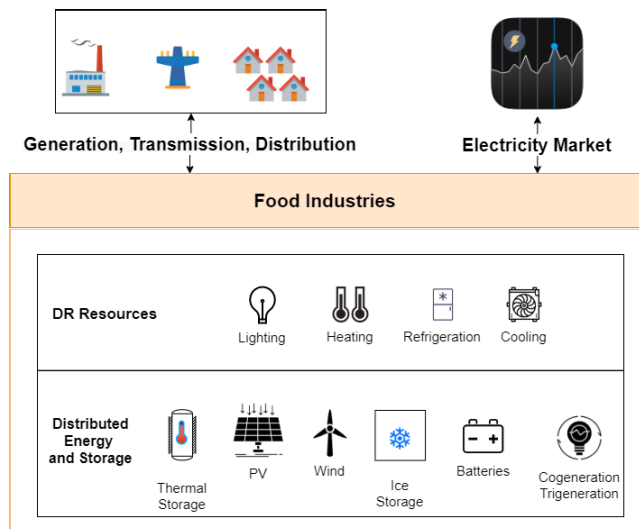 Generation, Transmission, Distribution
Electricity Market
Food Industries
DR Resources
Lighting
Heating
Refrigeration
Cooling
Distributed
Energy
and Storage
Thermal
Storage
PV
Wind
Ice
Storage
Batteries
Cogeneration
Trigeneration